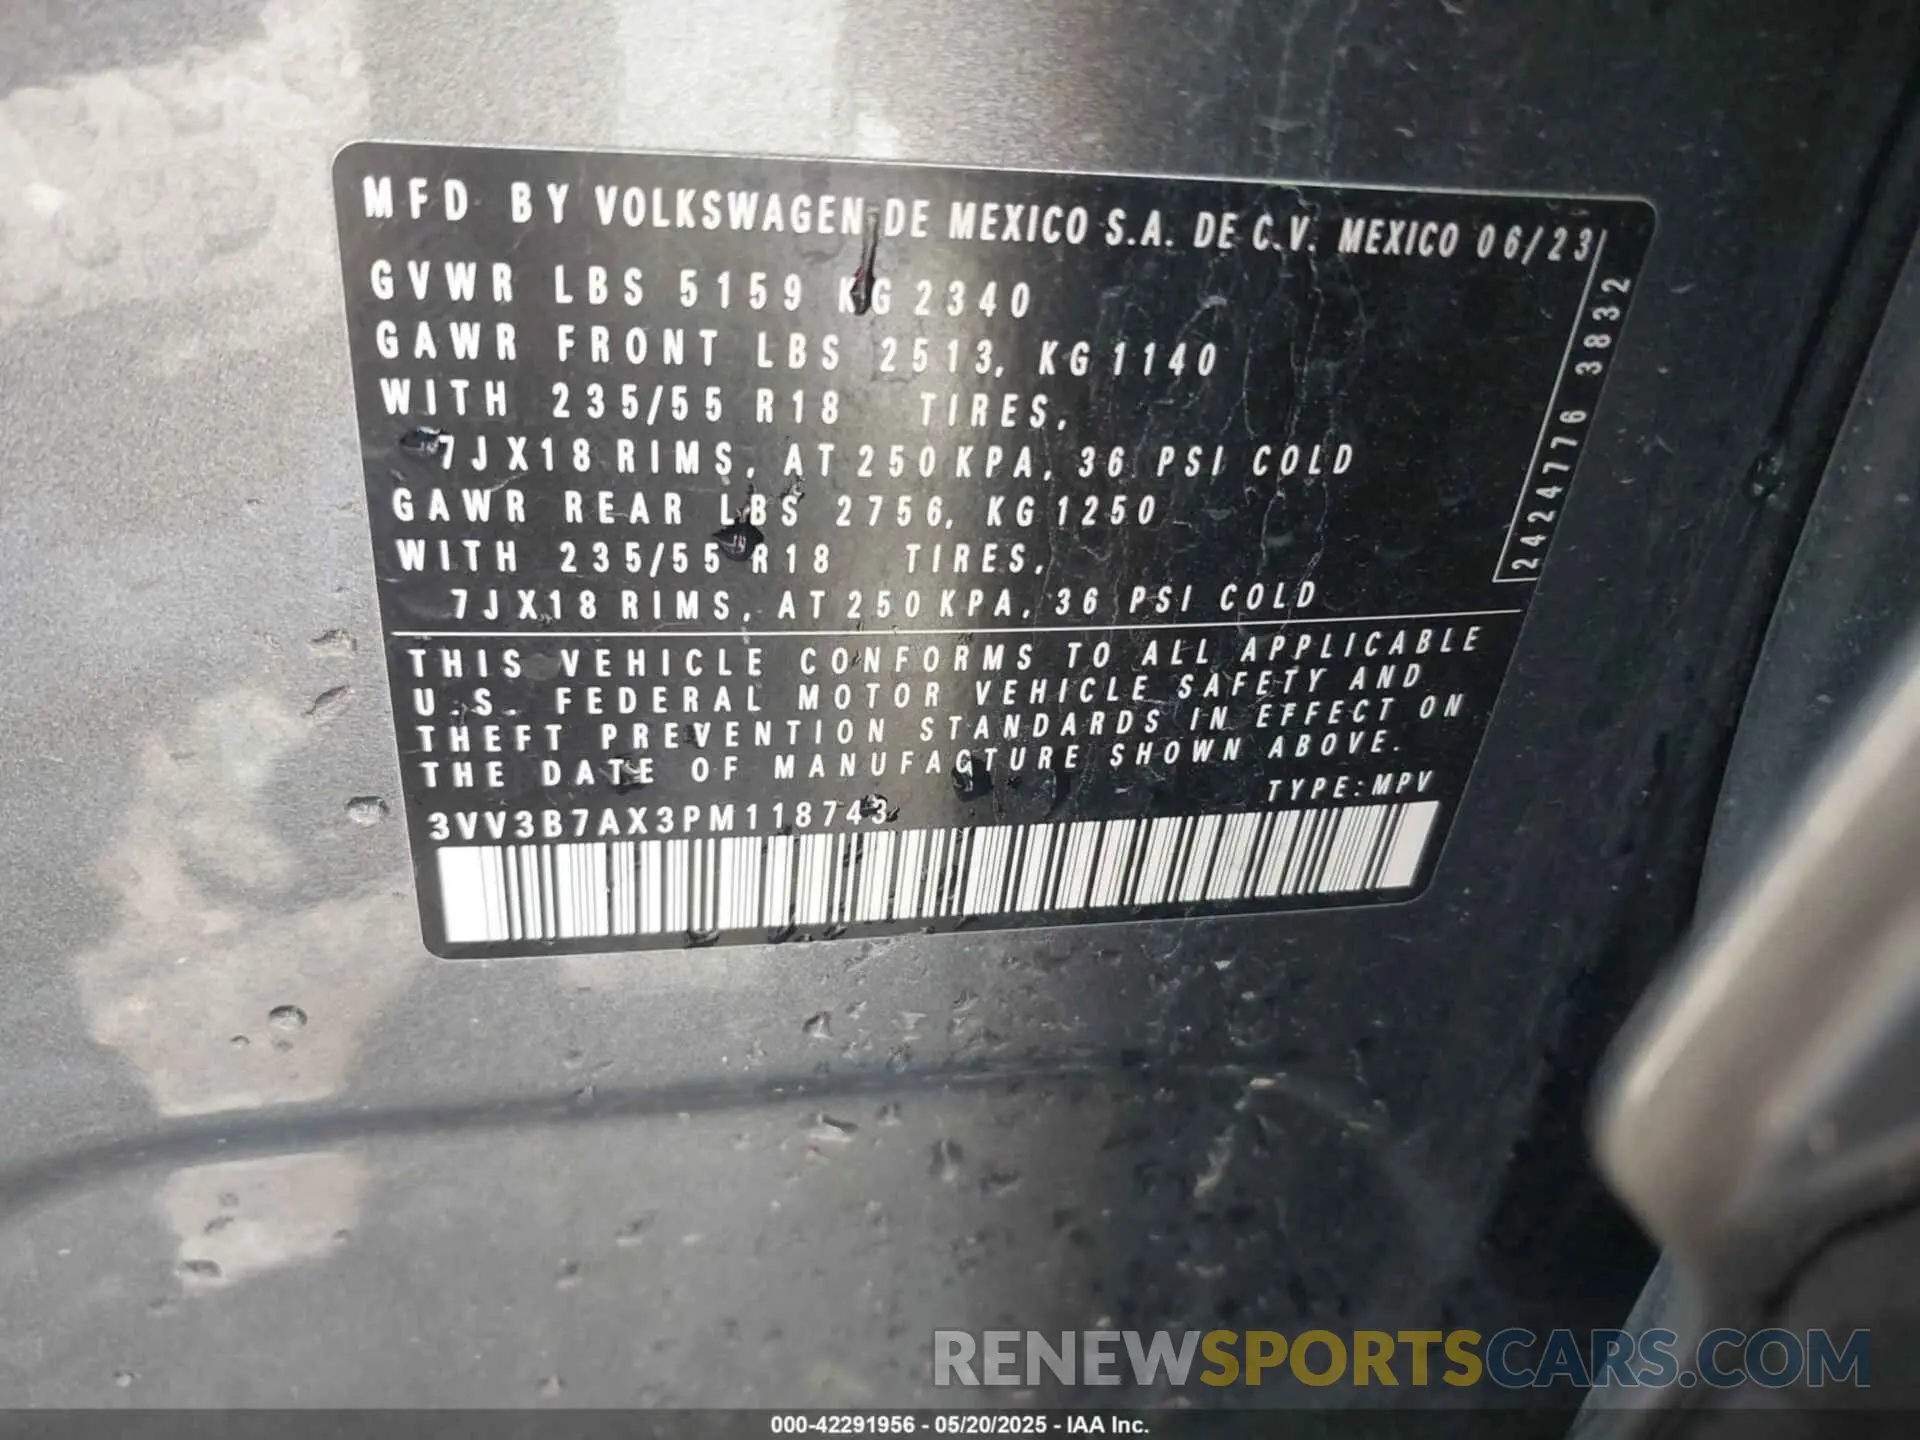 MFD BY VOLKSWAGEN DE MEXICO S.A. DE C.V. MEXICO 06/23
GVWR LBS 5159 KG 2340
GAWR FRONT LBS 2513, KG 1140
WITH 235/55 R18 TIRES,
7JX18 RIMS, AT 250 KPA, 36 PSI COLD
GAWR REAR LBS 2756, KG 1250
WITH 235/55 R18 TIRES,
7JX18 RIMS, AT 250 KPA, 36 PSI COLD
2424776 3832
THIS VEHICLE CONFORMS TO ALL APPLICABLE
U.S. FEDERAL MOTOR VEHICLE SAFETY AND
THEFT PREVENTION STANDARDS IN EFFECT ON
THE DATE OF MANUFACTURE SHOWN ABOVE.
TYPE: MPV
3VV3B7AX3PM118743
RENEWSPORTSCARS.COM
000-42291956 - 05/20/2025 - IAA Inc.